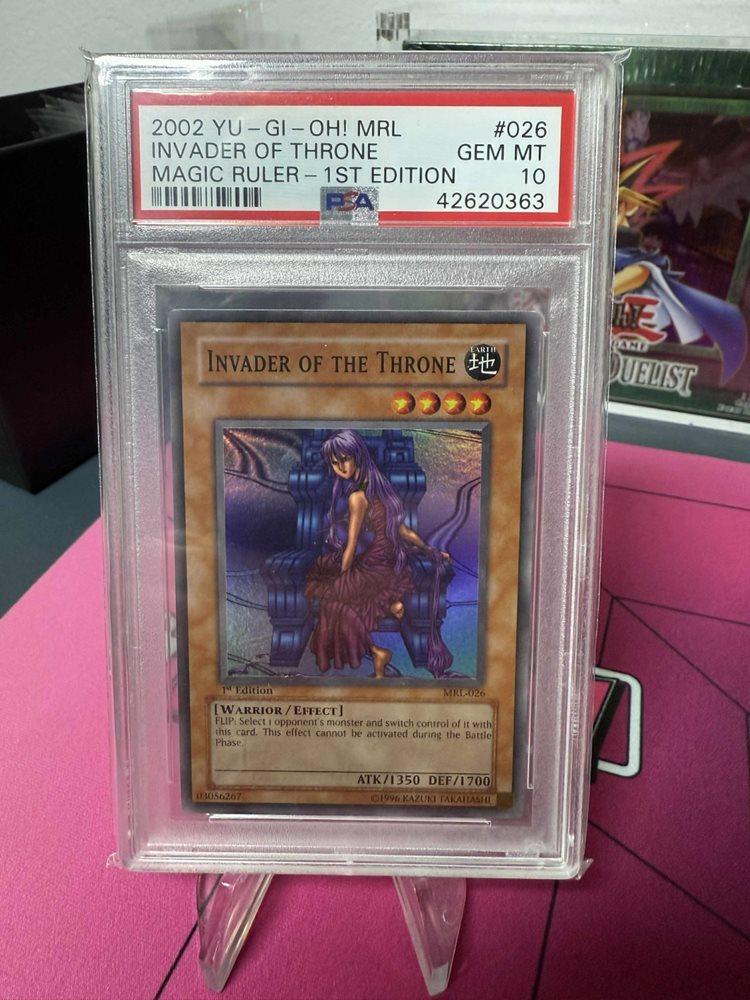 2002 YU-GI-OH! MRL #026
INVADER OF THRONE GEM MT
MAGIC RULER-1ST EDITION 10
PSA 42620363
INVADER OF THE THRONE
EARTH
地
1st Edition MRL-026
[WARRIOR/EFFECT]
FLIP: Select 1 opponent's monster and switch control of it with
this card. This effect cannot be activated during the Battle
Phase.
ATK/1350 DEF/1700
03056267 ©1996 KAZUKI TAKAHASHI
GAME
DUELIST